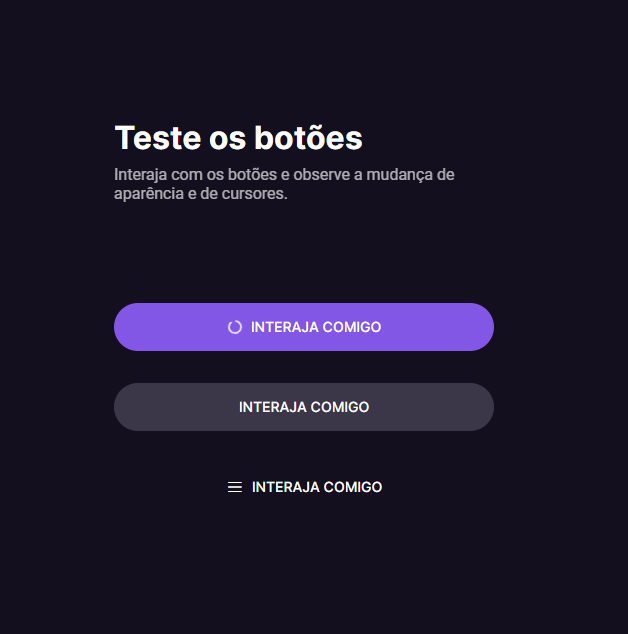 Teste os botões
Interaja com os botões e observe a mudança de
aparência e de cursores.
INTERAJA COMIGO
INTERAJA COMIGO
INTERAJA COMIGO